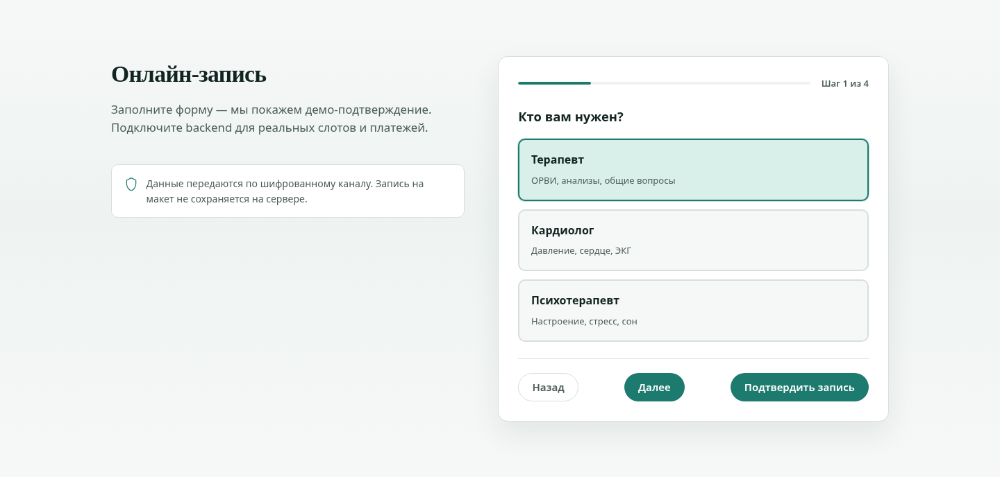 Онлайн-запись
Заполните форму — мы покажем демо-подтверждение.
Подключите backend для реальных слотов и платежей.
Данные передаются по шифрованному каналу. Запись на
макет не сохраняется на сервере.
Шаг 1 из 4
Кто вам нужен?
Терапевт
ОРВИ, анализы, общие вопросы
Кардиолог
Давление, сердце, ЭКГ
Психотерапевт
Настроение, стресс, сон
Назад
Далее
Подтвердить запись